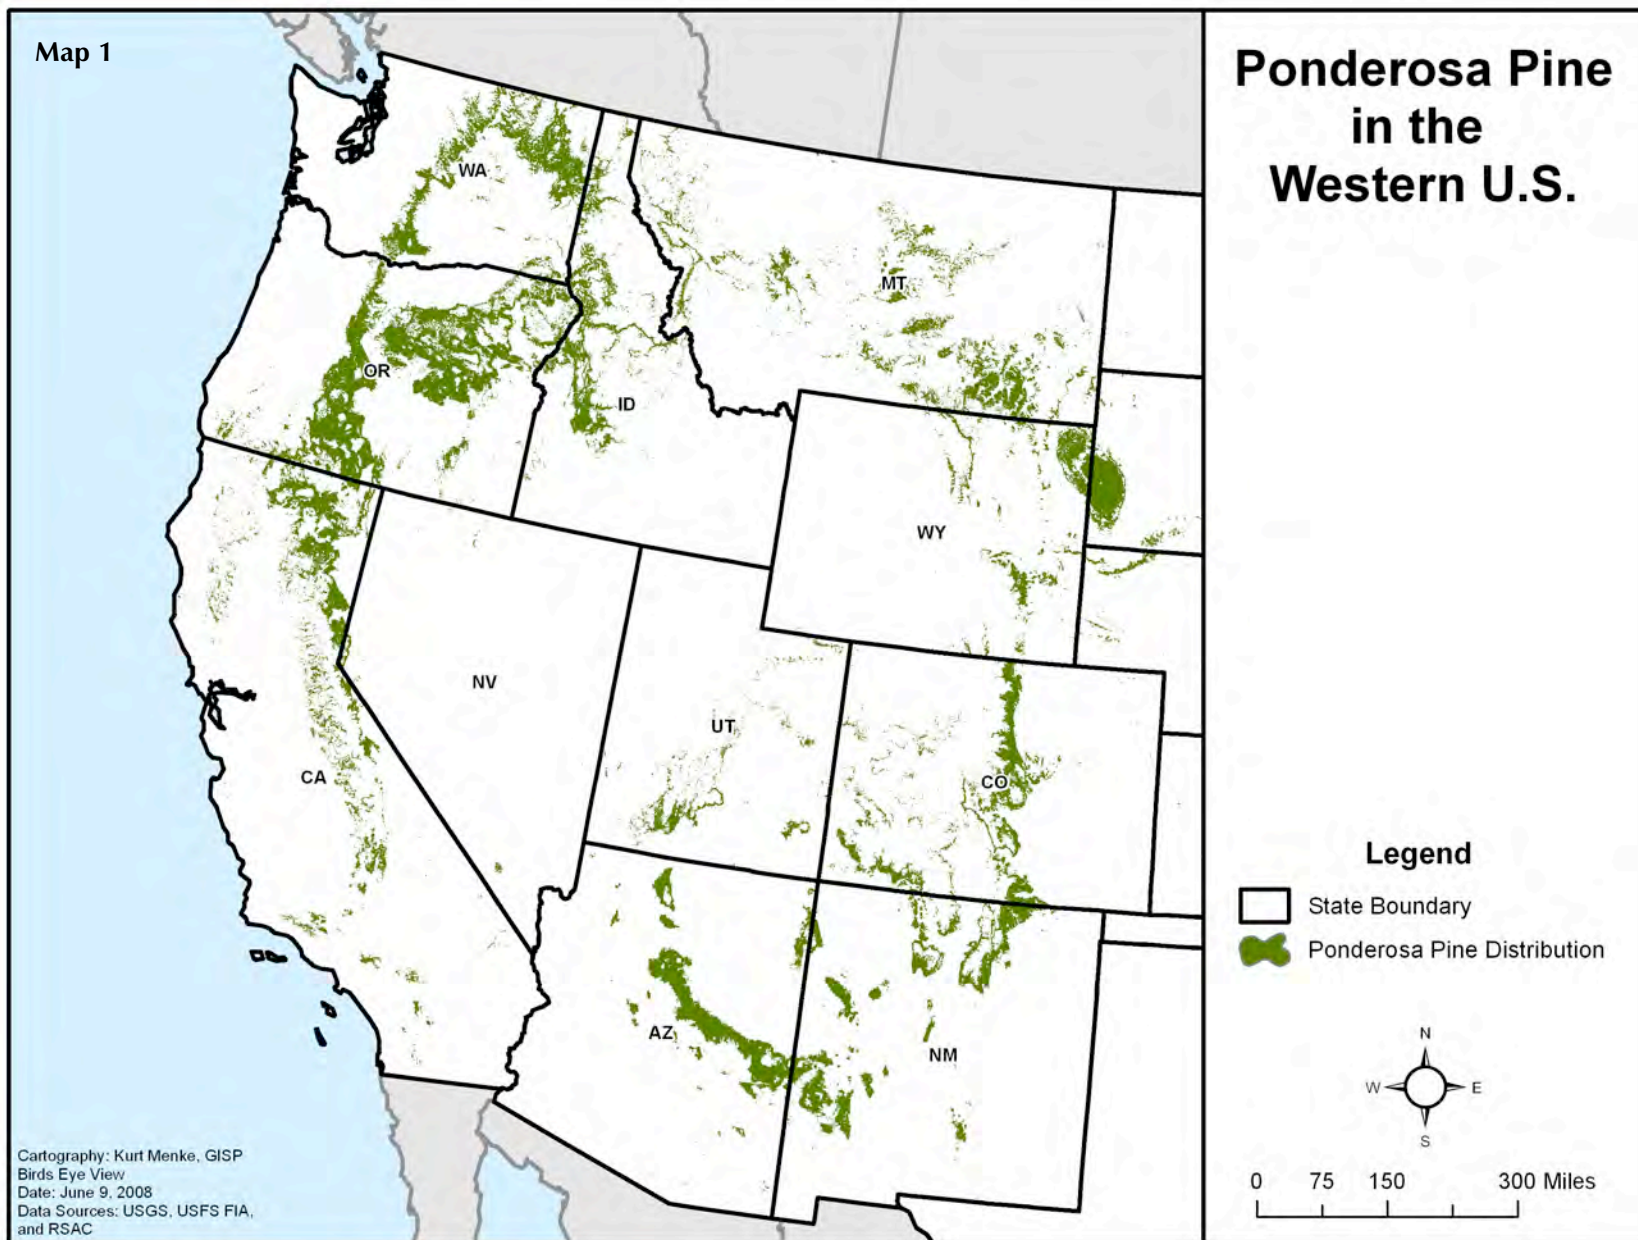 Map 1
Ponderosa Pine
in the
Western U.S.
WA
MT
OR
ID
WY
NV
UT
CA
CO
AZ
NM
Legend
State Boundary
Ponderosa Pine Distribution
N
W E
S
0 75 150 300 Miles
Cartography: Kurt Menke, GISP
Birds Eye View
Date: June 9, 2008
Data Sources: USGS, USFS FIA,
and RSAC